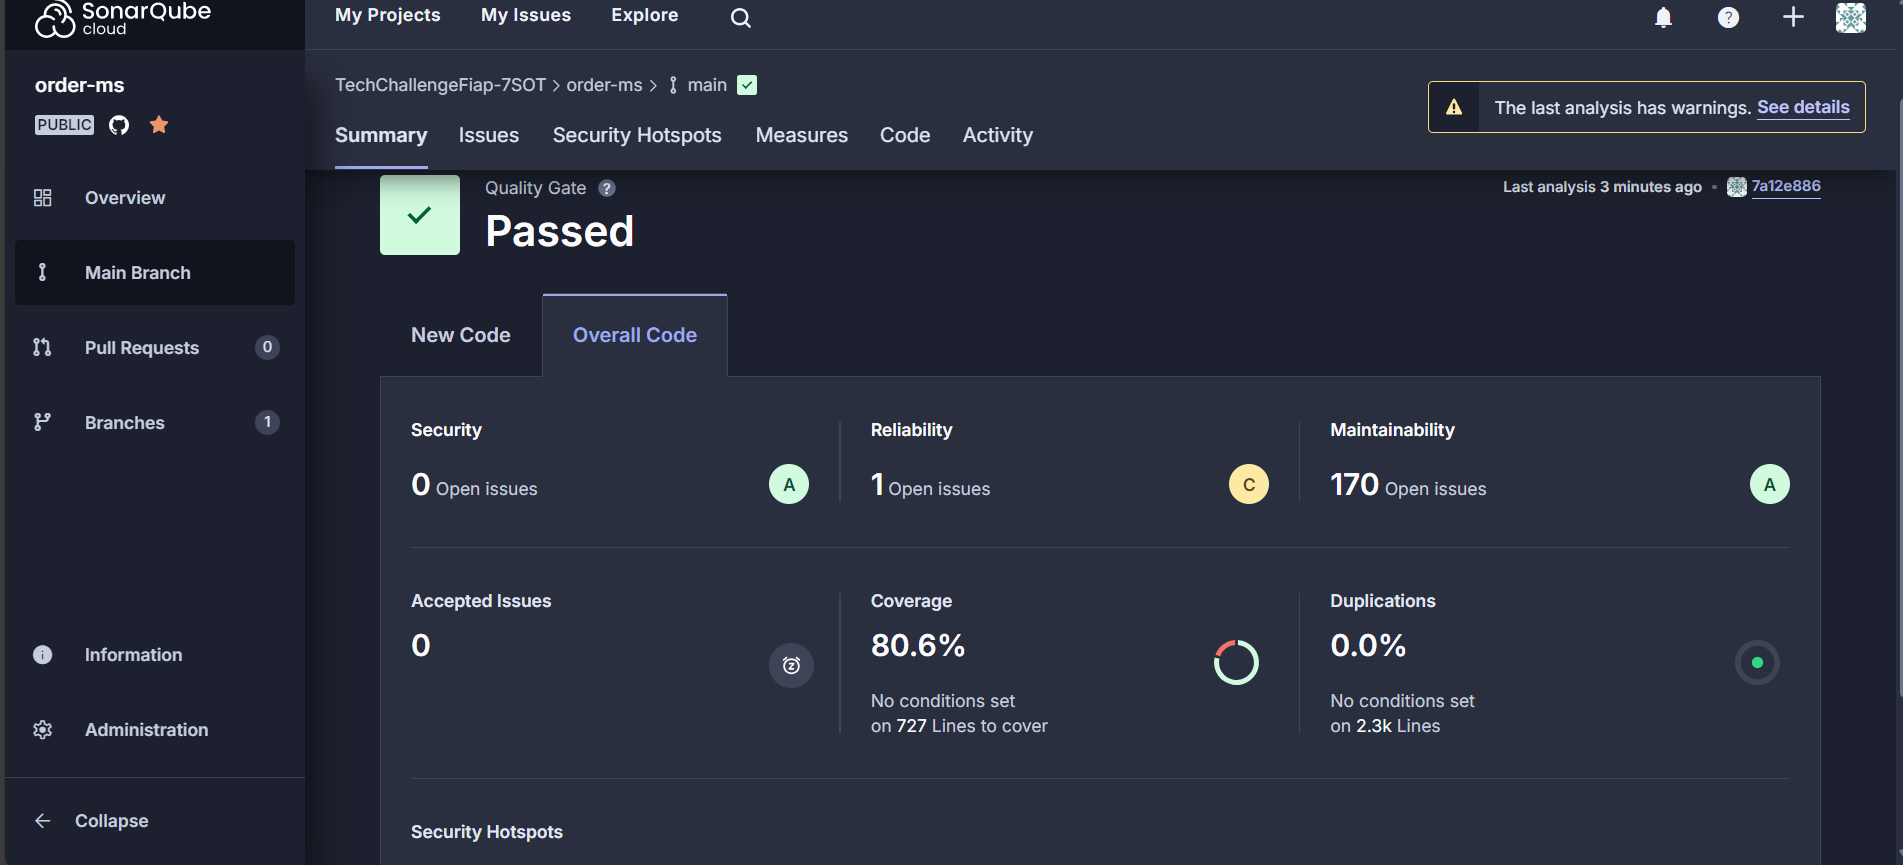 SonarQube
cloud
My Projects
My Issues
Explore
order-ms
PUBLIC
TechChallengeFiap-7SOT > order-ms > main
The last analysis has warnings. See details
Summary
Issues
Security Hotspots
Measures
Code
Activity
Overview
Main Branch
Pull Requests 0
Branches 1
Information
Administration
Collapse
Quality Gate ?
Passed
Last analysis 3 minutes ago • 7a12e886
New Code
Overall Code
Security
0 Open issues
A
Reliability
1 Open issues
C
Maintainability
170 Open issues
A
Accepted Issues
0
Coverage
80.6%
No conditions set
on 727 Lines to cover
Duplications
0.0%
No conditions set
on 2.3k Lines
Security Hotspots